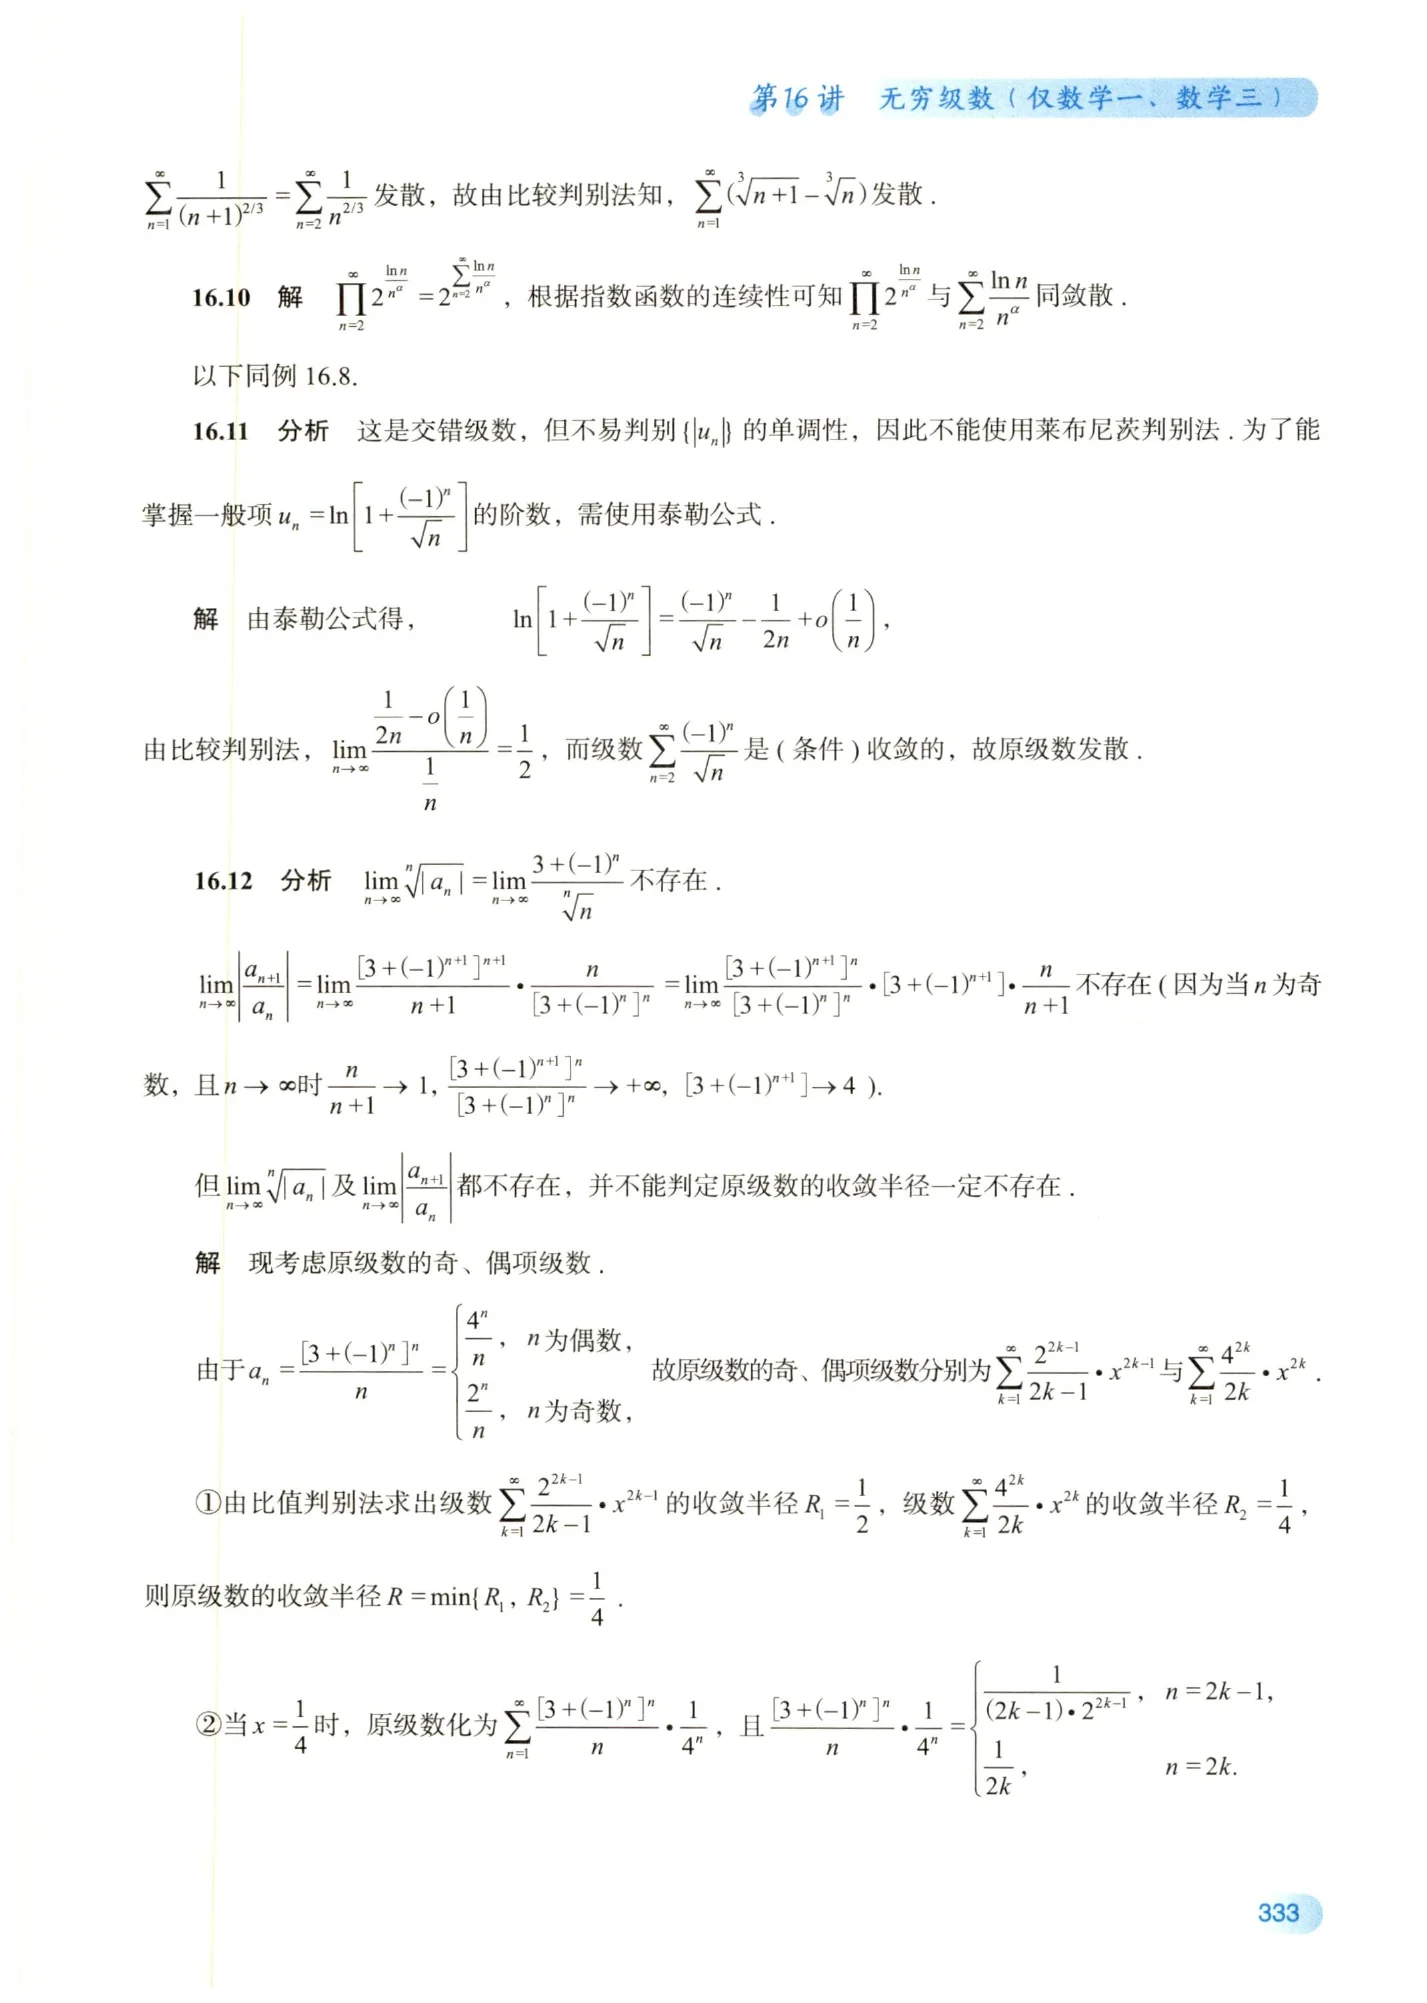 第16讲 无穷级数（仅数学一、数学三）
$\sum_{n=1}^{\infty}\frac{1}{(n+1)^{2/3}}=\sum_{n=2}^{\infty}\frac{1}{n^{2/3}}$ 发散，故由比较判别法知，$\sum_{n=1}^{\infty}(\sqrt[3]{n+1}-\sqrt[3]{n})$发散．
16.10 解 $\prod_{n=2}^{\infty}2^{\frac{\ln n}{n^{\alpha}}}=2^{\sum_{n=2}^{\infty}\frac{\ln n}{n^{\alpha}}}$，根据指数函数的连续性可知$\prod_{n=2}^{\infty}2^{\frac{\ln n}{n^{\alpha}}}$与$\sum_{n=2}^{\infty}\frac{\ln n}{n^{\alpha}}$同敛散．
以下同例 16.8.
16.11 分析 这是交错级数，但不易判别$\{|u_n|\}$的单调性，因此不能使用莱布尼茨判别法．为了能
掌握一般项$u_n=\ln\left[1+\frac{(-1)^n}{\sqrt{n}}\right]$的阶数，需使用泰勒公式．
解 由泰勒公式得， $\ln\left[1+\frac{(-1)^n}{\sqrt{n}}\right]=\frac{(-1)^n}{\sqrt{n}}-\frac{1}{2n}+o\left(\frac{1}{n}\right)$，
由比较判别法，$\lim_{n\to\infty}\frac{\frac{1}{2n}-o\left(\frac{1}{n}\right)}{\frac{1}{n}}=\frac{1}{2}$，而级数$\sum_{n=2}^{\infty}\frac{(-1)^n}{\sqrt{n}}$是(条件)收敛的，故原级数发散．
16.12 分析 $\lim_{n\to\infty}\sqrt[n]{|a_n|}=\lim_{n\to\infty}\frac{3+(-1)^n}{\sqrt[n]{n}}$不存在．
$\lim_{n\to\infty}\left|\frac{a_{n+1}}{a_n}\right|=\lim_{n\to\infty}\frac{[3+(-1)^{n+1}]^{n+1}}{n+1}\cdot\frac{n}{[3+(-1)^n]^n}=\lim_{n\to\infty}\frac{[3+(-1)^{n+1}]^n}{[3+(-1)^n]^n}\cdot[3+(-1)^{n+1}]\cdot\frac{n}{n+1}$不存在(因为当$n$为奇
数，且$n\to\infty$时$\frac{n}{n+1}\to 1,\frac{[3+(-1)^{n+1}]^n}{[3+(-1)^n]^n}\to+\infty,[3+(-1)^{n+1}]\to 4$).
但$\lim_{n\to\infty}\sqrt[n]{|a_n|}$及$\lim_{n\to\infty}\left|\frac{a_{n+1}}{a_n}\right|$都不存在，并不能判定原级数的收敛半径一定不存在．
解 现考虑原级数的奇、偶项级数．
由于$a_n=\frac{[3+(-1)^n]^n}{n}=\begin{cases}\frac{4^n}{n}，& n为偶数，\\ \frac{2^n}{n}，& n为奇数，\end{cases}$故原级数的奇、偶项级数分别为$\sum_{k=1}^{\infty}\frac{2^{2k-1}}{2k-1}\cdot x^{2k-1}$与$\sum_{k=1}^{\infty}\frac{4^{2k}}{2k}\cdot x^{2k}$．
①由比值判别法求出级数$\sum_{k=1}^{\infty}\frac{2^{2k-1}}{2k-1}\cdot x^{2k-1}$的收敛半径$R_1=\frac{1}{2}$，级数$\sum_{k=1}^{\infty}\frac{4^{2k}}{2k}\cdot x^{2k}$的收敛半径$R_2=\frac{1}{4}$，
则原级数的收敛半径$R=\min\{R_1,R_2\}=\frac{1}{4}$．
②当$x=\frac{1}{4}$时，原级数化为$\sum_{n=1}^{\infty}\frac{[3+(-1)^n]^n}{n}\cdot\frac{1}{4^n}$，且$\frac{[3+(-1)^n]^n}{n}\cdot\frac{1}{4^n}=\begin{cases}\frac{1}{(2k-1)\cdot 2^{2k-1}}，& n=2k-1,\\ \frac{1}{2k}，& n=2k.\end{cases}$
333